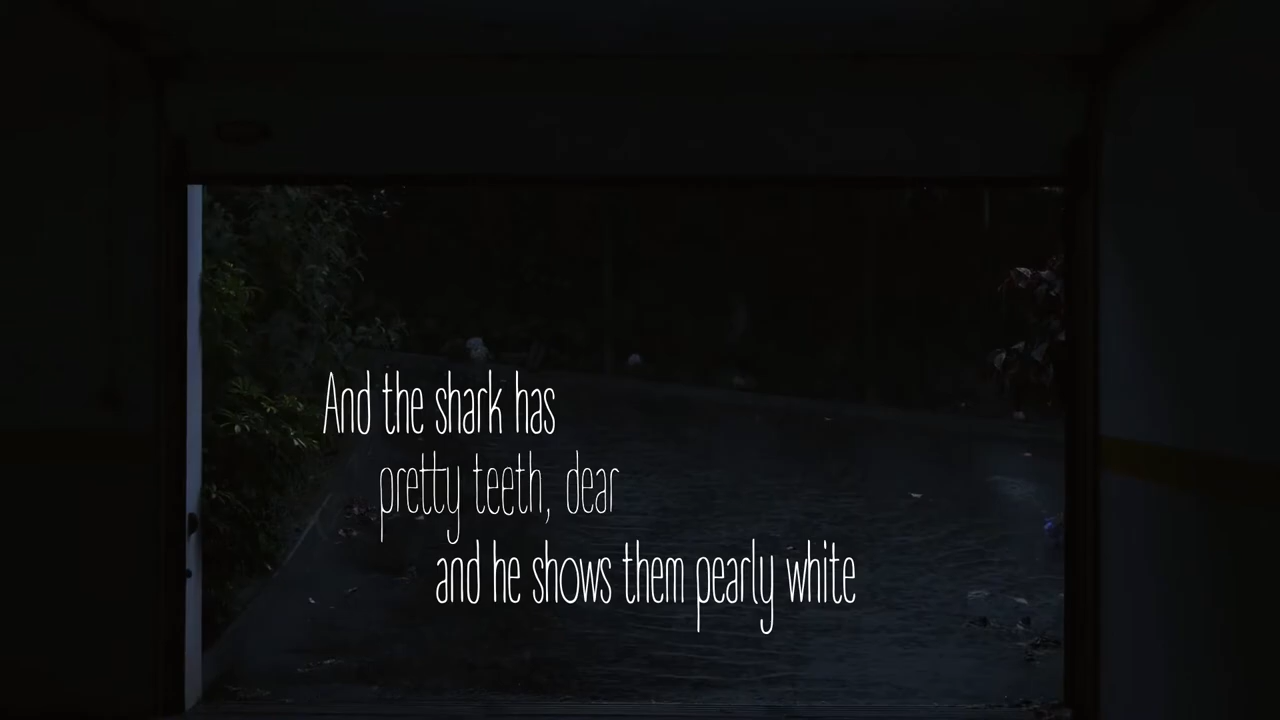 And the shark has
pretty teeth, dear
and he shows them pearly white